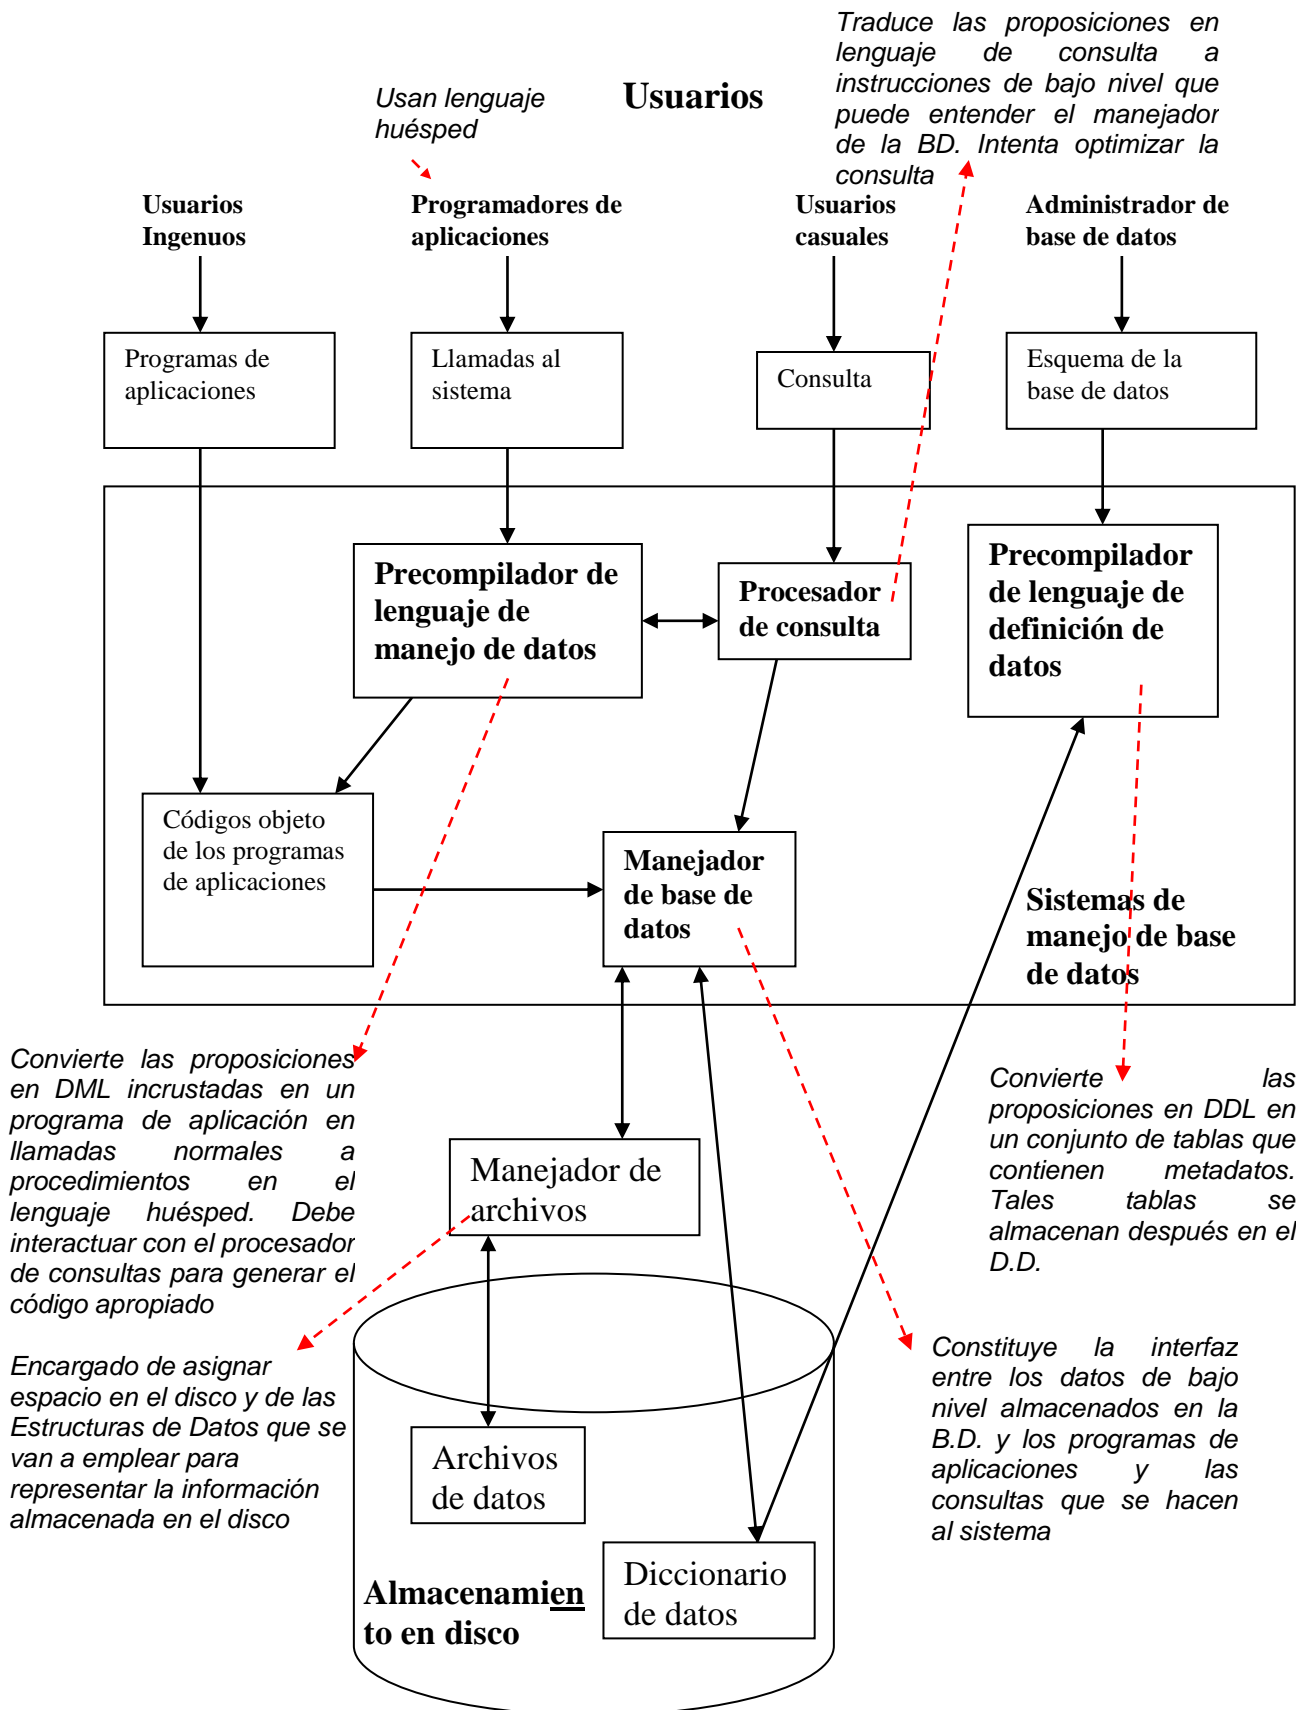 Traduce las proposiciones en
lenguaje de consulta a
instrucciones de bajo nivel que
puede entender el manejador
de la BD. Intenta optimizar la
consulta
Usuarios
Usan lenguaje
huésped
Usuarios
Ingenuos
Programadores de
aplicaciones
Usuarios
casuales
Administrador de
base de datos
Programas de
aplicaciones
Llamadas al
sistema
Consulta
Esquema de la
base de datos
Precompilador de
lenguaje de
manejo de datos
Procesador
de consulta
Precompilador
de lenguaje de
definición de
datos
Códigos objeto
de los programas
de aplicaciones
Manejador
de base de
datos
Sistemas de
manejo de base
de datos
Convierte las proposiciones
en DML incrustadas en un
programa de aplicación en
llamadas normales a
procedimientos en el
lenguaje huésped. Debe
interactuar con el procesador
de consultas para generar el
código apropiado
Convierte las
proposiciones en DDL en
un conjunto de tablas que
contienen metadatos.
Tales tablas se
almacenan después en el
D.D.
Manejador de
archivos
Encargado de asignar
espacio en el disco y de las
Estructuras de Datos que se
van a emplear para
representar la información
almacenada en el disco
Constituye la interfaz
entre los datos de bajo
nivel almacenados en la
B.D. y los programas de
aplicaciones y las
consultas que se hacen
al sistema
Archivos
de datos
Diccionario
de datos
Almacenamien
to en disco